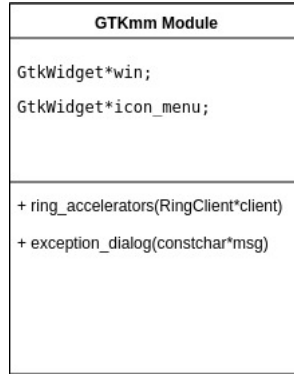 GTKmm Module
GtkWidget*win;
GtkWidget*icon_menu;
+ ring_accelerators(RingClient*client)
+ exception_dialog(constchar*msg)